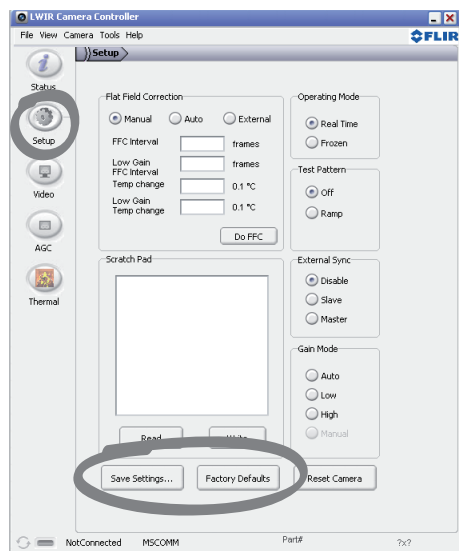 LWIR Camera Controller
File View Camera Tools Help
FLIR
Setup
Status
Setup
Video
AGC
Thermal
Flat Field Correction
Manual Auto External
FFC Interval frames
Low Gain
FFC Interval frames
Temp change 0.1 °C
Low Gain
Temp change 0.1 °C
Do FFC
Operating Mode
Real Time
Frozen
Test Pattern
Off
Ramp
Scratch Pad
Read Write
External Sync
Disable
Slave
Master
Gain Mode
Auto
Low
High
Manual
Save Settings... Factory Defaults Reset Camera
NotConnected MSCOMM Part# ?x?